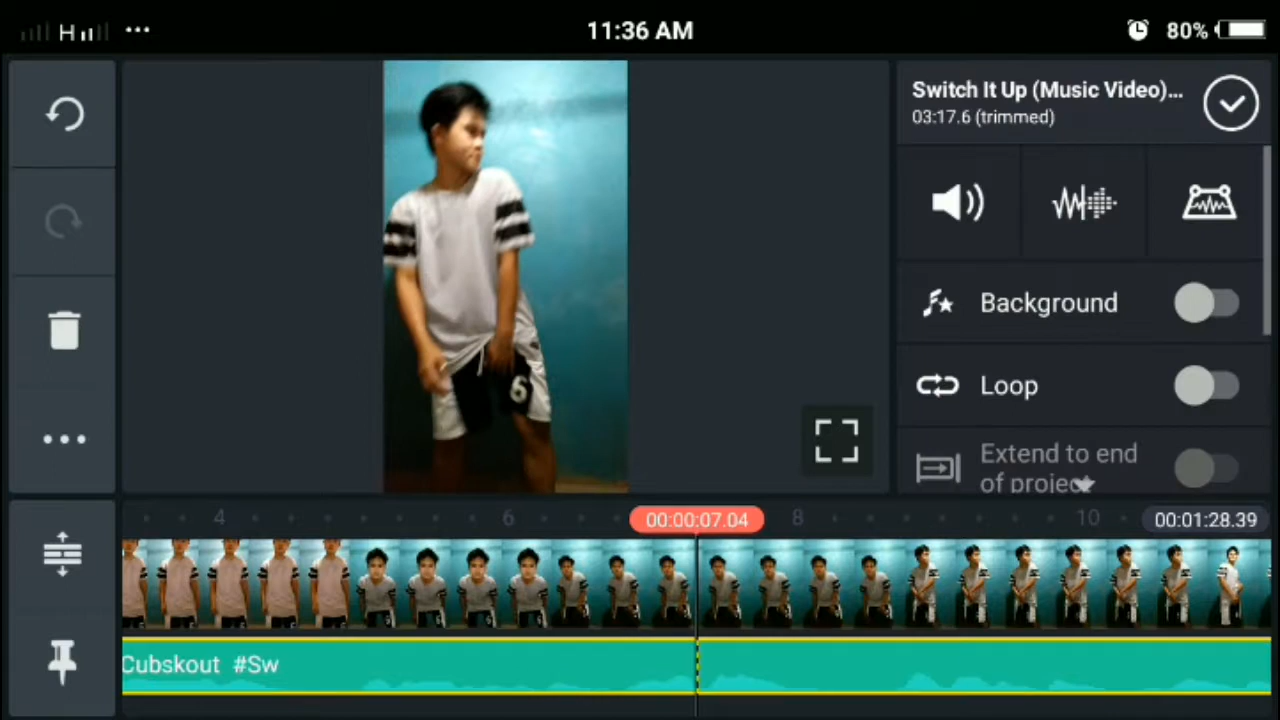 H ... 11:36 AM 80%
Switch It Up (Music Video)...
03:17.6 (trimmed)
Background
Loop
Extend to end
of project
6
4 6 00:00:07.04 8 10 00:01:28.39
Cubskout #Sw